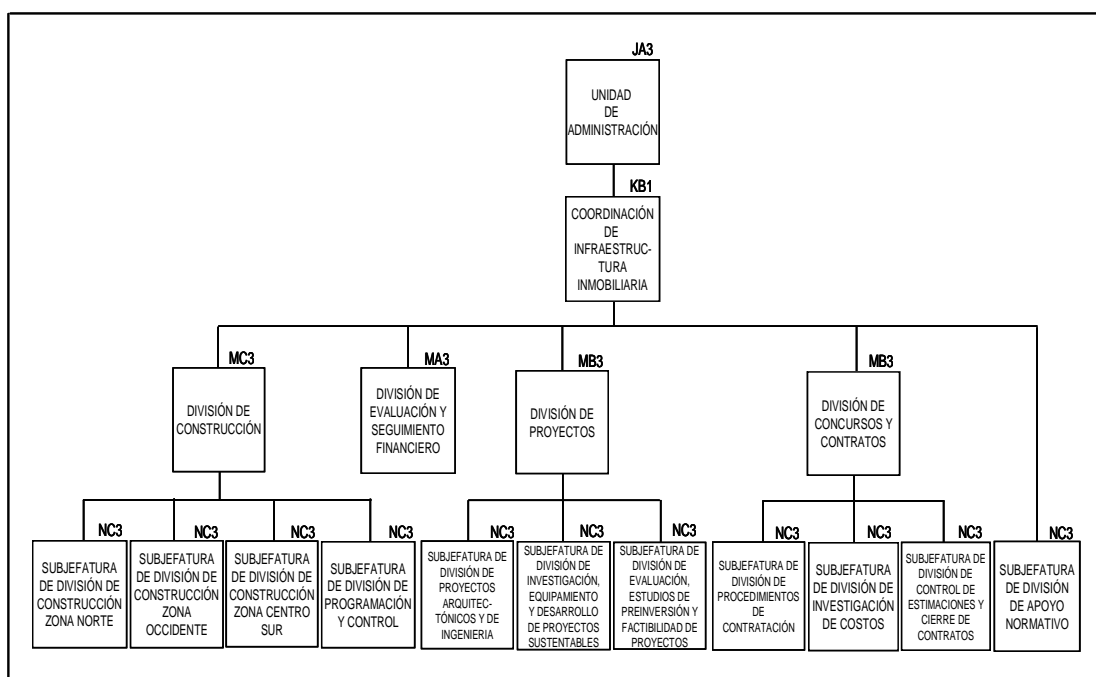 JA3
UNIDAD
DE
ADMINISTRACIÓN
KB1
COORDINACIÓN
DE
INFRAESTRUC-
TURA
INMOBILIARIA
MC3
DIVISIÓN DE
CONSTRUCCIÓN
MA3
DIVISIÓN DE
EVALUACIÓN Y
SEGUIMIENTO
FINANCIERO
MB3
DIVISIÓN DE
PROYECTOS
MB3
DIVISIÓN DE
CONCURSOS Y
CONTRATOS
NC3
SUBJEFATURA
DE DIVISIÓN DE
CONSTRUCCIÓN
ZONA NORTE
NC3
SUBJEFATURA
DE DIVISIÓN DE
CONSTRUCCIÓN
ZONA
OCCIDENTE
NC3
SUBJEFATURA
DE DIVISIÓN DE
CONSTRUCCIÓN
ZONA CENTRO
SUR
NC3
SUBJEFATURA
DE DIVISIÓN DE
PROGRAMACIÓN
Y CONTROL
NC3
SUBJEFATURA DE
DIVISIÓN DE
PROYECTOS
ARQUITEC-
TÓNICOS Y DE
INGENIERIA
NC3
SUBJEFATURA DE
DIVISIÓN DE
INVESTIGACIÓN,
EQUIPAMIENTO
Y DESARROLLO
DE PROYECTOS
SUSTENTABLES
NC3
SUBJEFATURA DE
DIVISIÓN DE
EVALUACIÓN,
ESTUDIOS DE
PREINVERSIÓN Y
FACTIBILIDAD DE
PROYECTOS
NC3
SUBJEFATURA
DE DIVISIÓN DE
PROCEDIMIENTOS
DE
CONTRATACIÓN
NC3
SUBJEFATURA
DE DIVISIÓN DE
INVESTIGACIÓN
DE COSTOS
NC3
SUBJEFATURA DE
DIVISIÓN DE
CONTROL DE
ESTIMACIONES Y
CIERRE DE
CONTRATOS
NC3
SUBJEFATURA
DE DIVISIÓN
DE APOYO
NORMATIVO